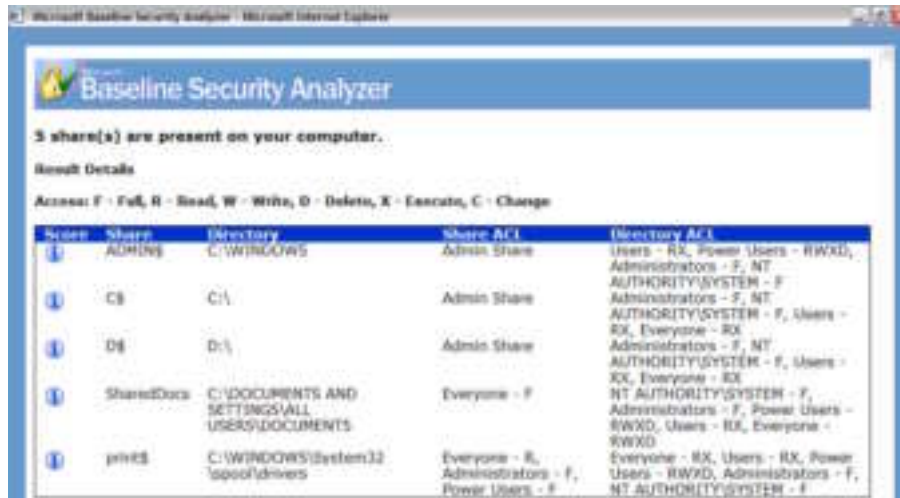 Microsoft Baseline Security Analyzer - Microsoft Internet Explorer
Microsoft
Baseline Security Analyzer
5 share(s) are present on your computer.
Result Details
Access: F - Full, R - Read, W - Write, D - Delete, X - Execute, C - Change
Score Share Directory Share ACL Directory ACL
ADMIN$ C:\WINDOWS Admin Share Users - RX, Power Users - RWXD,
Administrators - F, NT
AUTHORITY\SYSTEM - F
C$ C:\ Admin Share Administrators - F, NT
AUTHORITY\SYSTEM - F, Users -
RX, Everyone - RX
D$ D:\ Admin Share Administrators - F, NT
AUTHORITY\SYSTEM - F, Users -
RX, Everyone - RX
SharedDocs C:\DOCUMENTS AND Everyone - F NT AUTHORITY\SYSTEM - F,
SETTINGS\ALL Administrators - F, Power Users -
USERS\DOCUMENTS RWXD, Users - RX, Everyone -
RWXD
print$ C:\WINDOWS\System32 Everyone - R, Everyone - RX, Users - RX, Power
\spool\drivers Administrators - F, Users - RWXD, Administrators - F,
Power Users - F NT AUTHORITY\SYSTEM - F